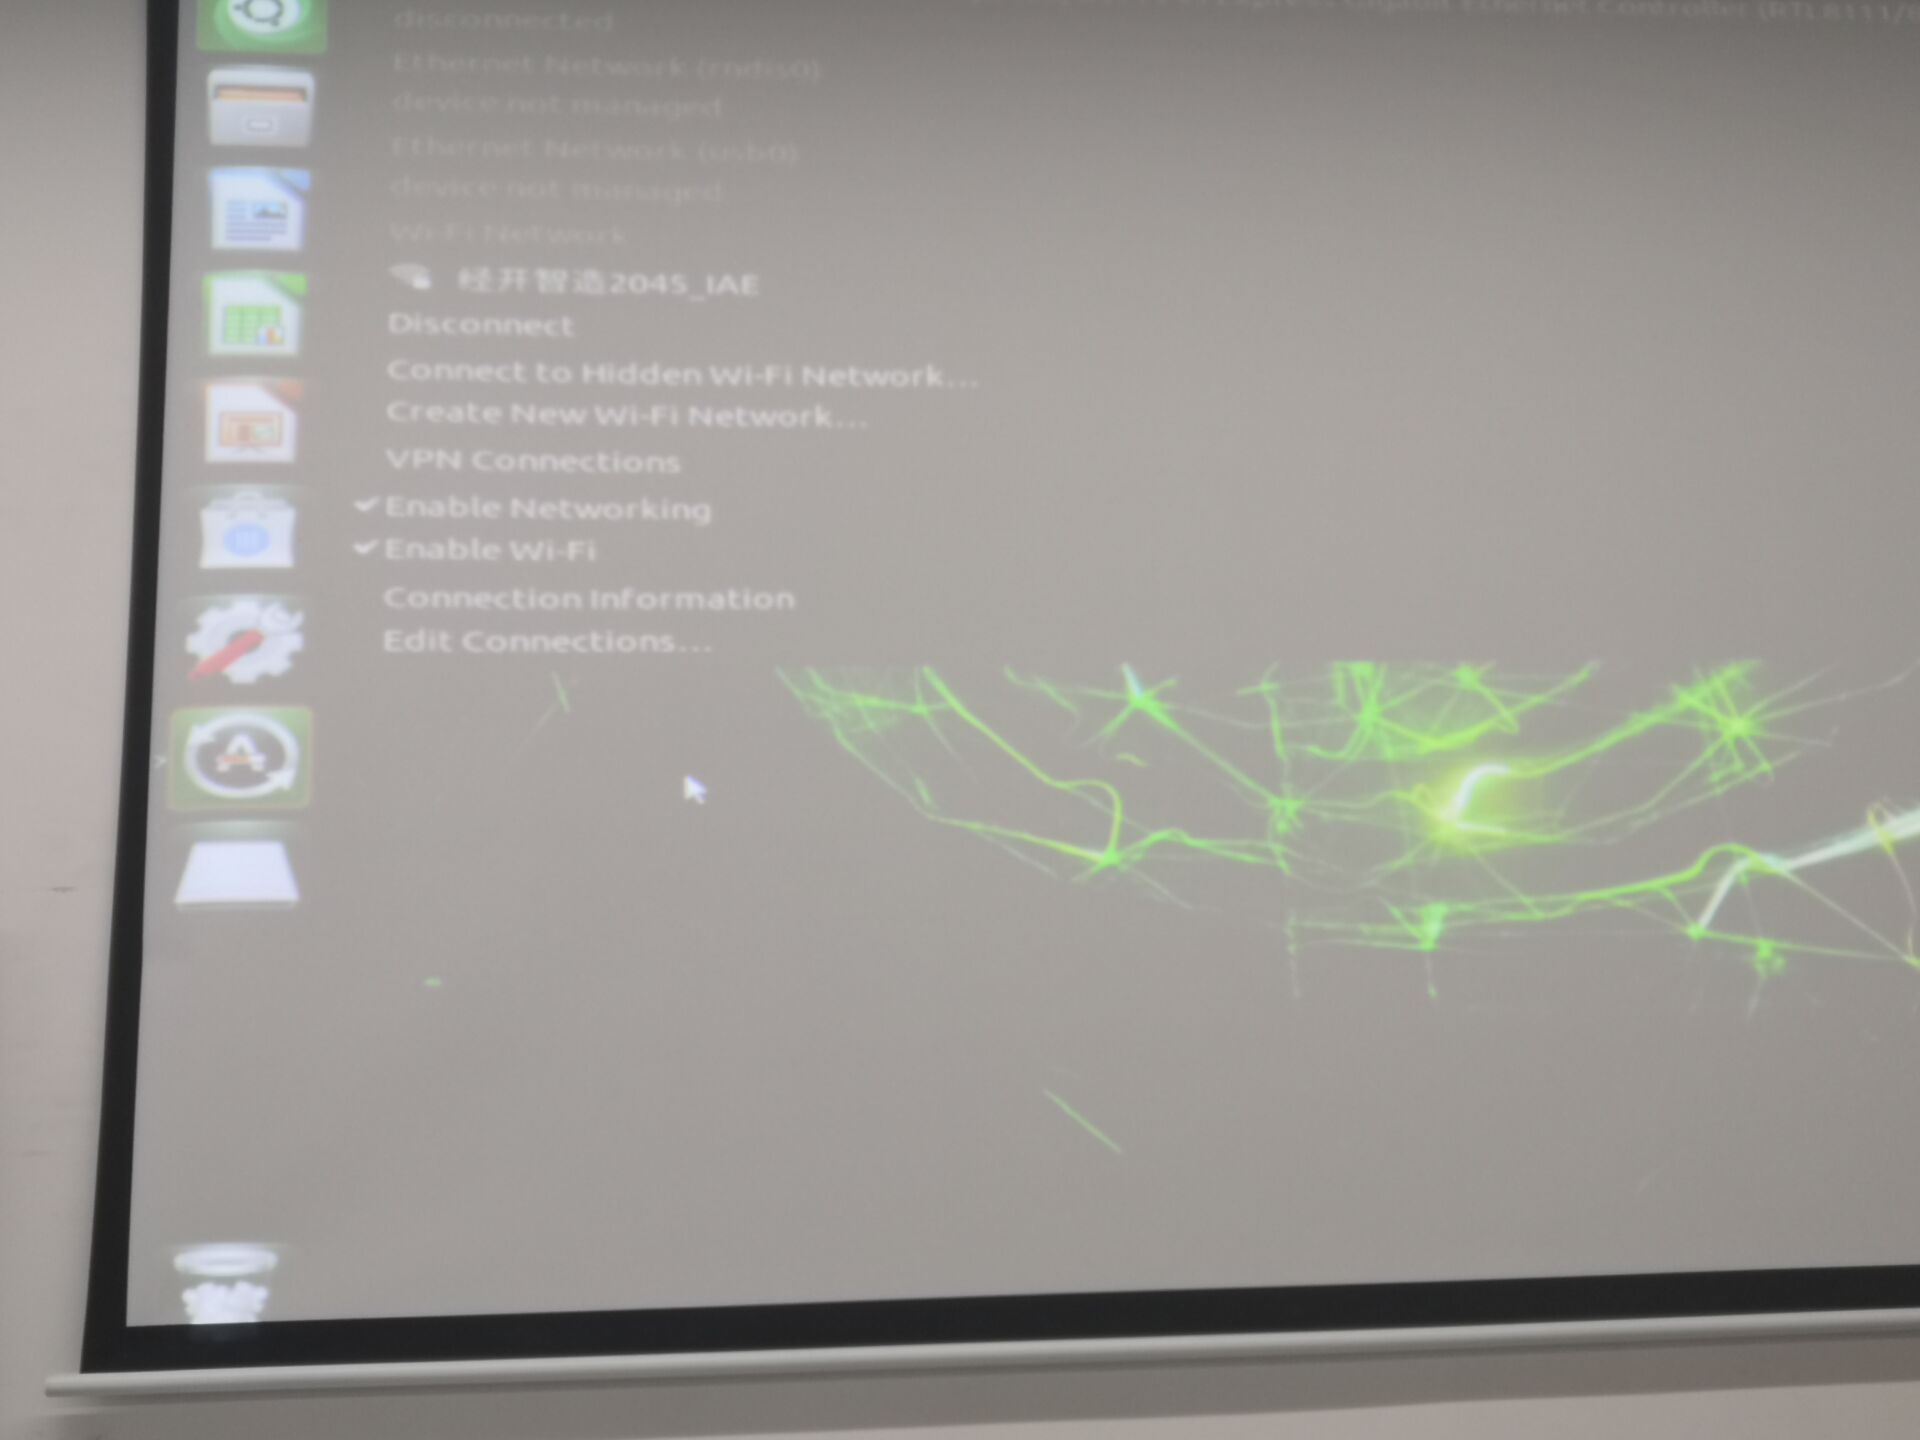 Ethernet Controller (RTL8111/8
disconnected
Ethernet Network (rndis0)
device not managed
Ethernet Network (usb0)
device not managed
Wi-Fi Network
经开智造2045_IAE
Disconnect
Connect to Hidden Wi-Fi Network...
Create New Wi-Fi Network...
VPN Connections
Enable Networking
Enable Wi-Fi
Connection Information
Edit Connections...